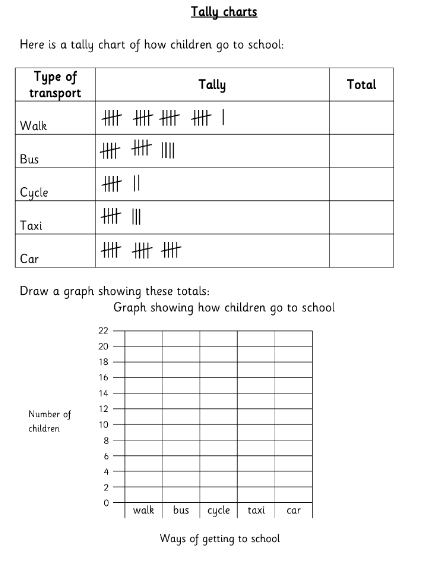 Tally charts
Here is a tally chart of how children go to school:
Type of transport
Tally
Total
Walk
Bus
Cycle
Taxi
Car
Draw a graph showing these totals:
Graph showing how children go to school
22
20
18
16
14
12
10
8
6
4
2
0
Number of
children
walk bus cycle taxi car
Ways of getting to school